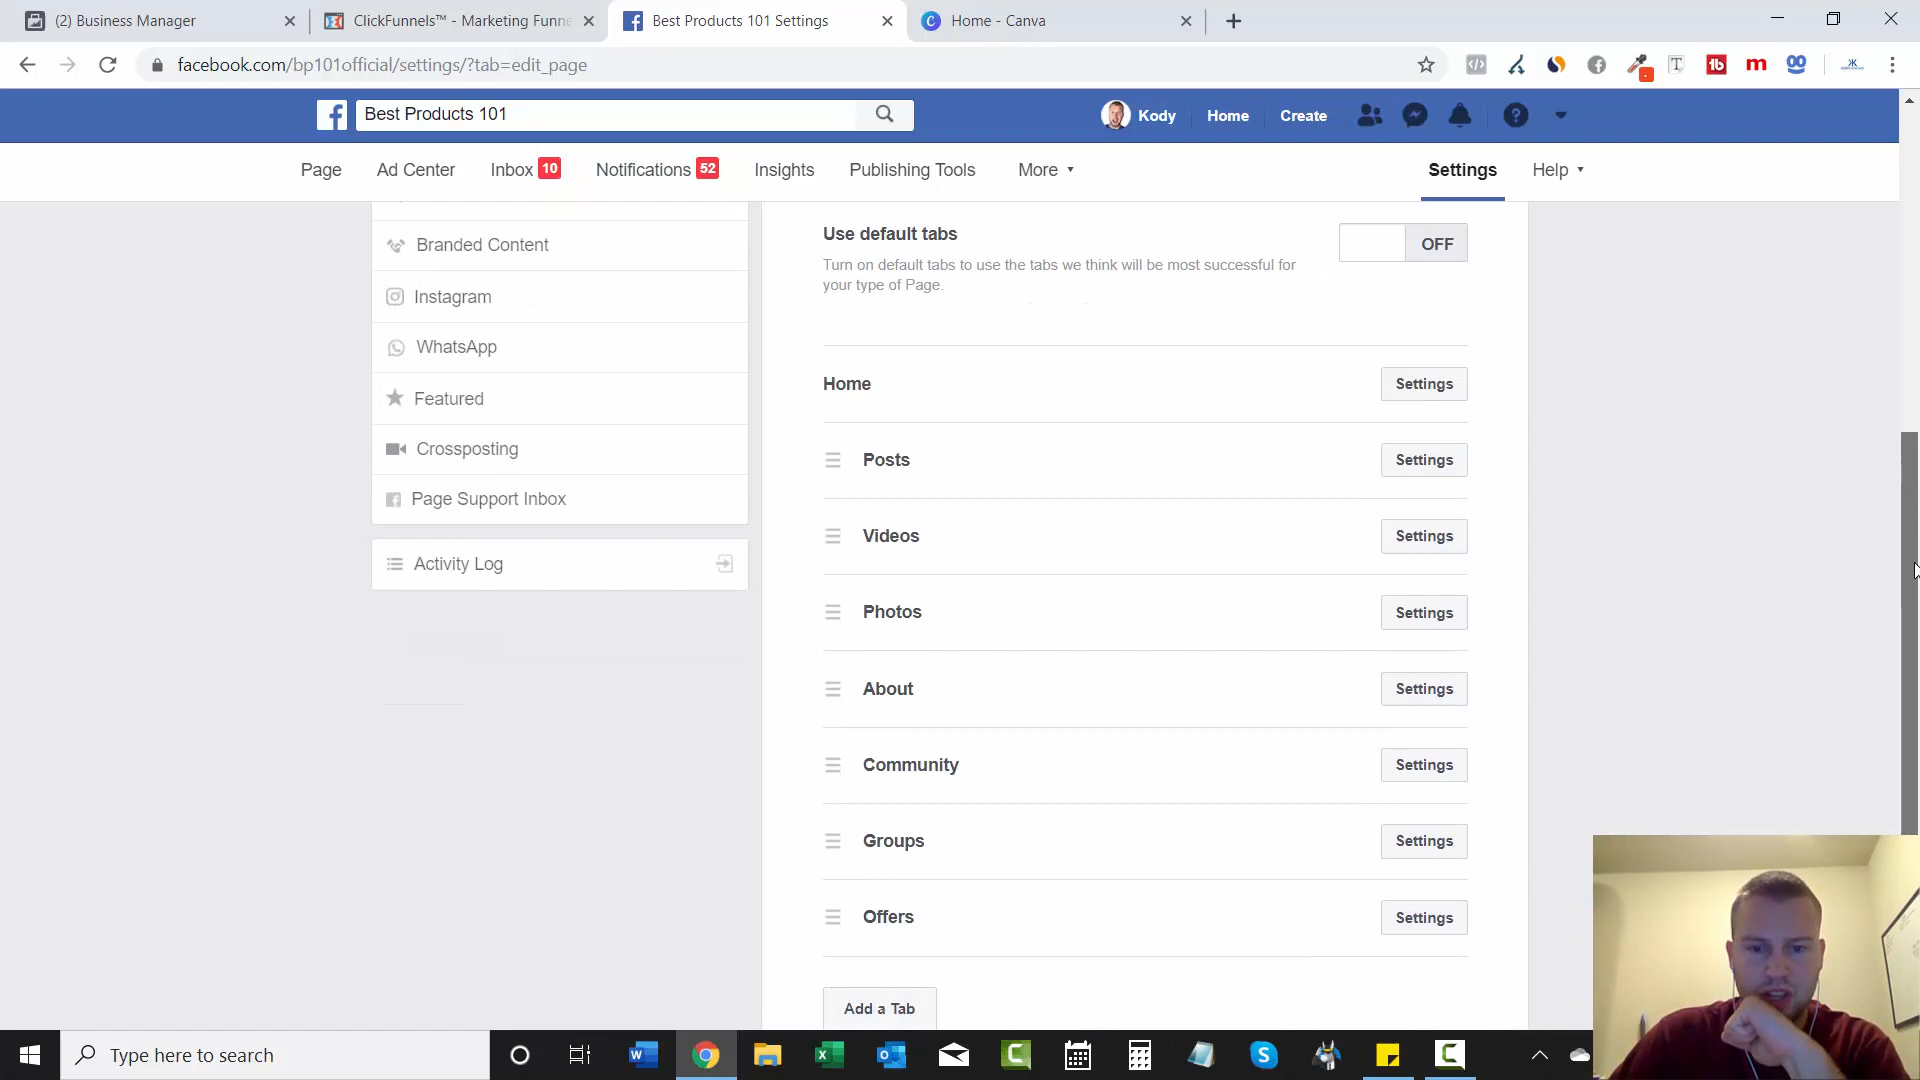 (2) Business Manager
ClickFunnels™ - Marketing Funne
Best Products 101 Settings
Home - Canva
facebook.com/bp101official/settings/?tab=edit_page
Best Products 101
Kody
Home
Create
Page
Ad Center
Inbox 10
Notifications 52
Insights
Publishing Tools
More
Settings
Help
Branded Content
Instagram
WhatsApp
Featured
Crossposting
Page Support Inbox
Activity Log
Use default tabs
OFF
Turn on default tabs to use the tabs we think will be most successful for
your type of Page.
Home Settings
Posts Settings
Videos Settings
Photos Settings
About Settings
Community Settings
Groups Settings
Offers Settings
Add a Tab
Type here to search